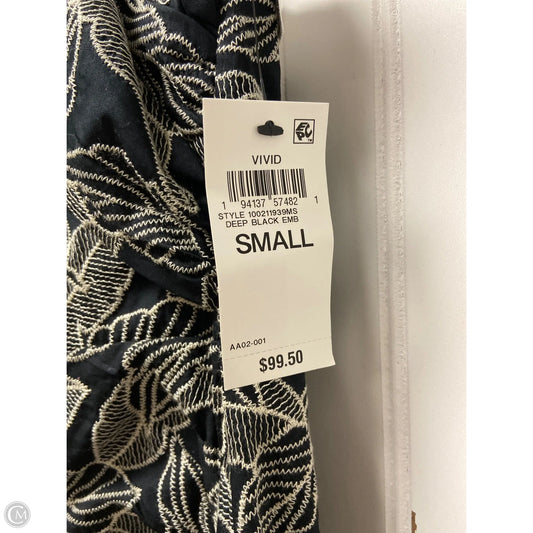 VIVID
1 94137 57482 1
STYLE 100211939MS
DEEP BLACK EMB
SMALL
AA02-001
$99.50